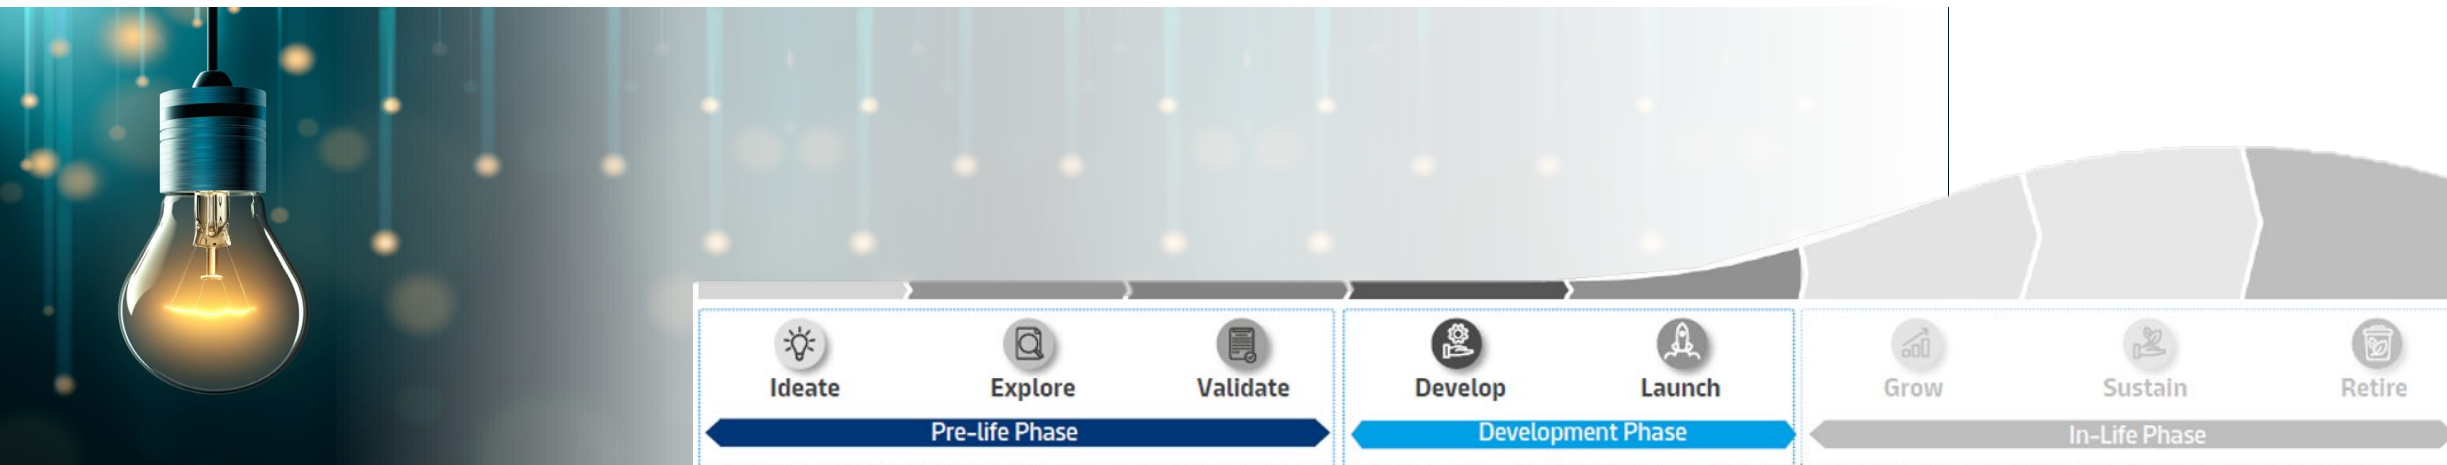 Ideate
Explore
Validate
Develop
Launch
Grow
Sustain
Retire
Pre-life Phase
Development Phase
In-Life Phase